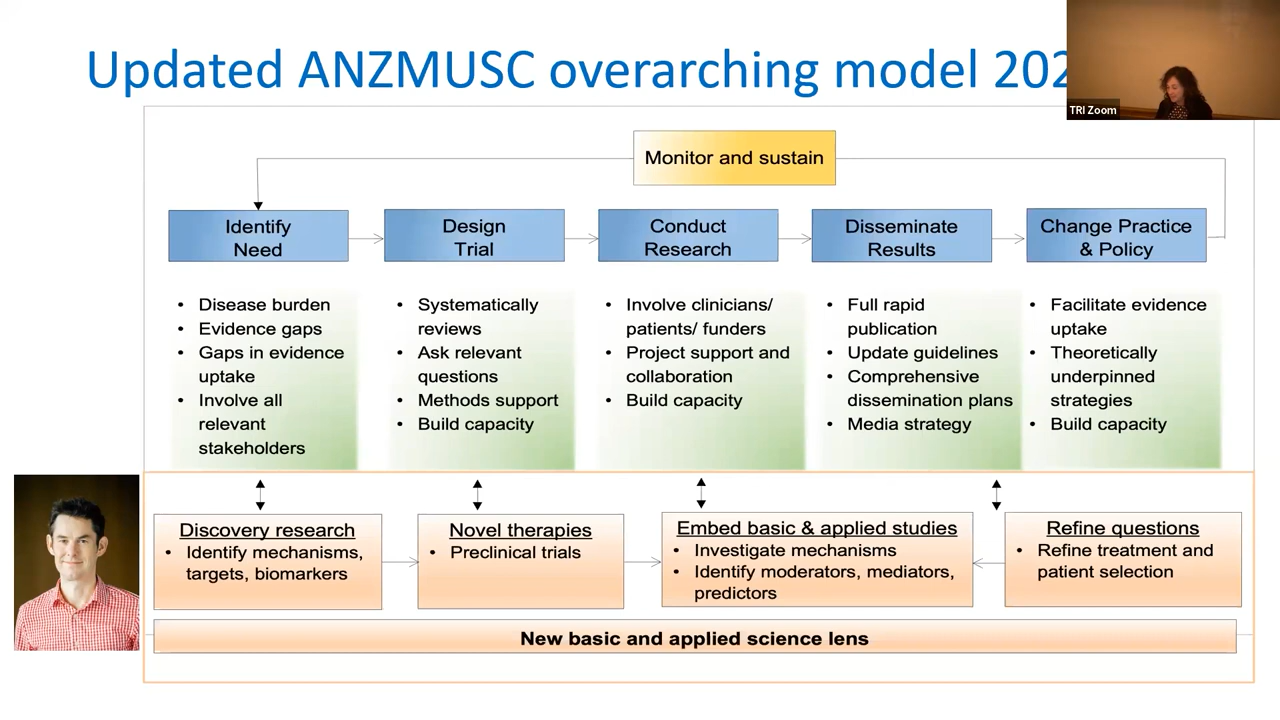 Updated ANZMUSC overarching model 202
TRI Zoom
Monitor and sustain
Identify
Need
Design
Trial
Conduct
Research
Disseminate
Results
Change Practice
& Policy
• Disease burden
• Evidence gaps
• Gaps in evidence
uptake
• Involve all
relevant
stakeholders
• Systematically
reviews
• Ask relevant
questions
• Methods support
• Build capacity
• Involve clinicians/
patients/ funders
• Project support and
collaboration
• Build capacity
• Full rapid
publication
• Update guidelines
• Comprehensive
dissemination plans
• Media strategy
• Facilitate evidence
uptake
• Theoretically
underpinned
strategies
• Build capacity
Discovery research
• Identify mechanisms,
targets, biomarkers
Novel therapies
• Preclinical trials
Embed basic & applied studies
• Investigate mechanisms
• Identify moderators, mediators,
predictors
Refine questions
• Refine treatment and
patient selection
New basic and applied science lens